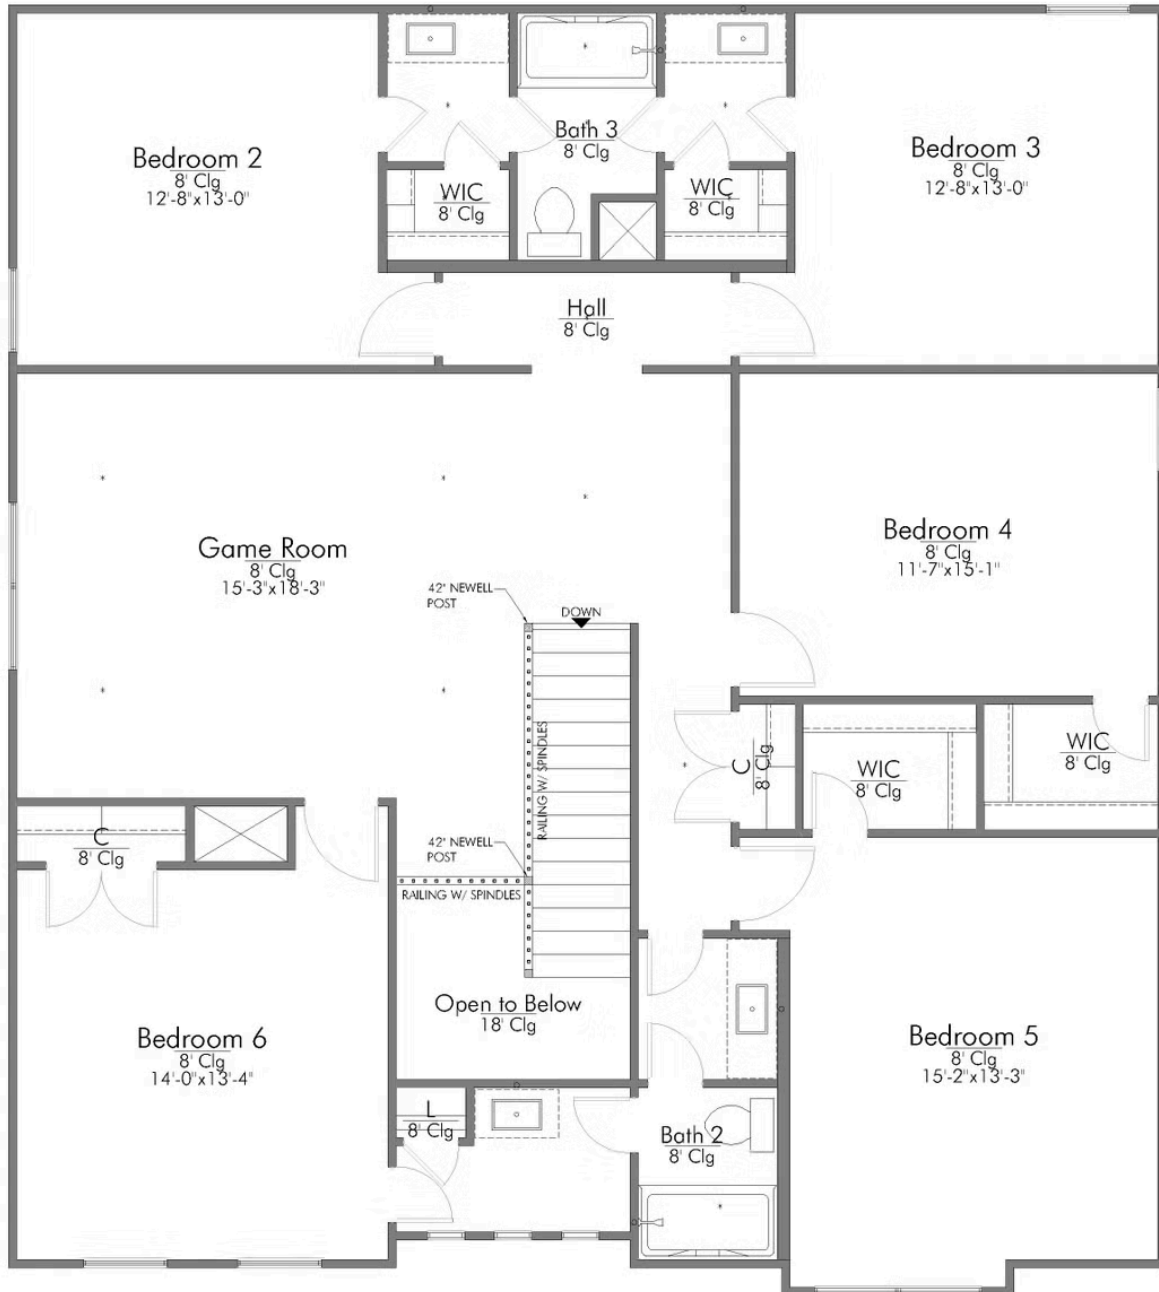 Bedroom 2
8' Clg
12'-8"x13'-0"
WIC
8' Clg
Bath 3
8' Clg
WIC
8' Clg
Bedroom 3
8' Clg
12'-8"x13'-0"
Hall
8' Clg
Game Room
8' Clg
15'-3"x18'-3"
42" NEWELL
POST
DOWN
RAILING W/ SPINDLES
Bedroom 4
8' Clg
11'-7"x15'-1"
C
8' Clg
WIC
8' Clg
WIC
8' Clg
C
8' Clg
42" NEWELL
POST
RAILING W/ SPINDLES
Open to Below
18' Clg
Bedroom 6
8' Clg
14'-0"x13'-4"
Bedroom 5
8' Clg
15'-2"x13'-3"
L
8' Clg
Bath 2
8' Clg